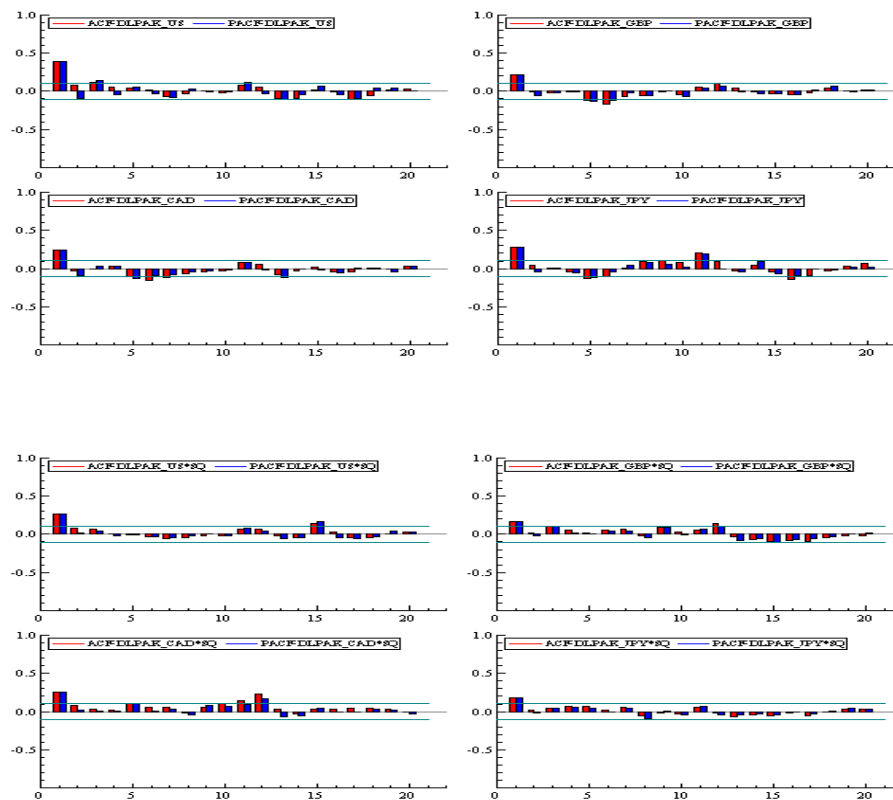 ACF-DLPAK_US PACF-DLPAK_US
1.0
0.5
0.0
-0.5
0 5 10 15 20
ACF-DLPAK_GBP PACF-DLPAK_GBP
1.0
0.5
0.0
-0.5
0 5 10 15 20
ACF-DLPAK_CAD PACF-DLPAK_CAD
1.0
0.5
0.0
-0.5
0 5 10 15 20
ACF-DLPAK_JPY PACF-DLPAK_JPY
1.0
0.5
0.0
-0.5
0 5 10 15 20
ACF-DLPAK_US*SQ PACF-DLPAK_US*SQ
1.0
0.5
0.0
-0.5
0 5 10 15 20
ACF-DLPAK_GBP*SQ PACF-DLPAK_GBP*SQ
1.0
0.5
0.0
-0.5
0 5 10 15 20
ACF-DLPAK_CAD*SQ PACF-DLPAK_CAD*SQ
1.0
0.5
0.0
-0.5
0 5 10 15 20
ACF-DLPAK_JPY*SQ PACF-DLPAK_JPY*SQ
1.0
0.5
0.0
-0.5
0 5 10 15 20